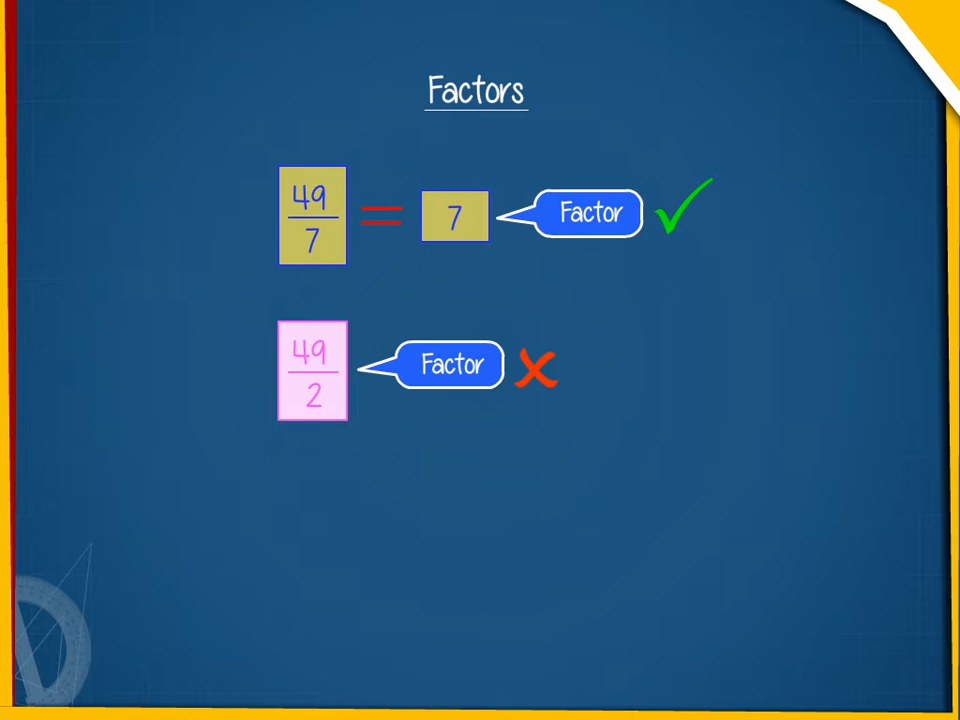 Factors
49
7
= 7 Factor ✓
49
2
Factor ✗